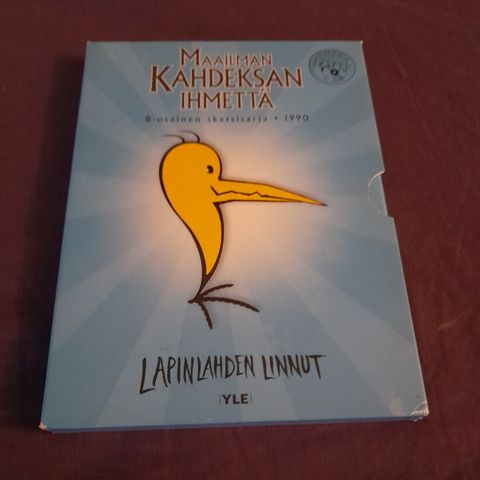 MAAILMAN
KAHDEKSAN
IHMETTÄ
8-osainen sketsisarja • 1990
LAPINLAHDEN LINNUT
YLE